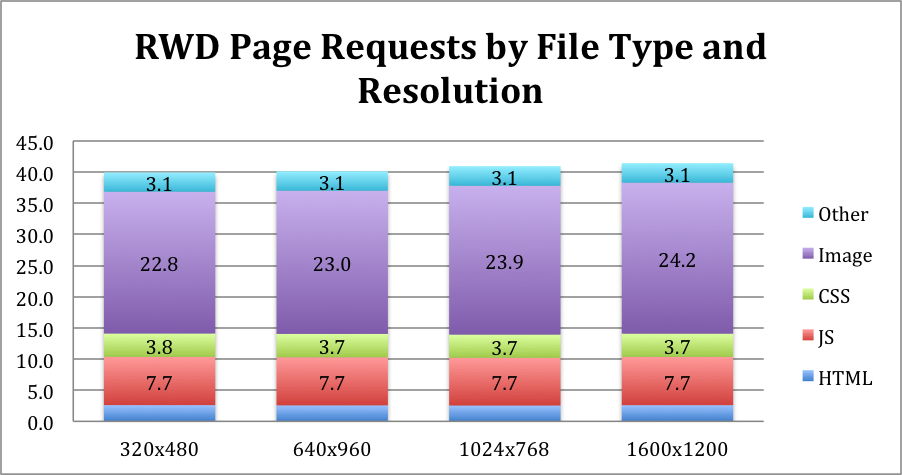 RWD Page Requests by File Type and
Resolution
45.0
40.0
35.0
30.0
25.0
20.0
15.0
10.0
5.0
0.0
3.1 3.1 3.1 3.1
22.8 23.0 23.9 24.2
3.8 3.7 3.7 3.7
7.7 7.7 7.7 7.7
320x480 640x960 1024x768 1600x1200
Other
Image
CSS
JS
HTML